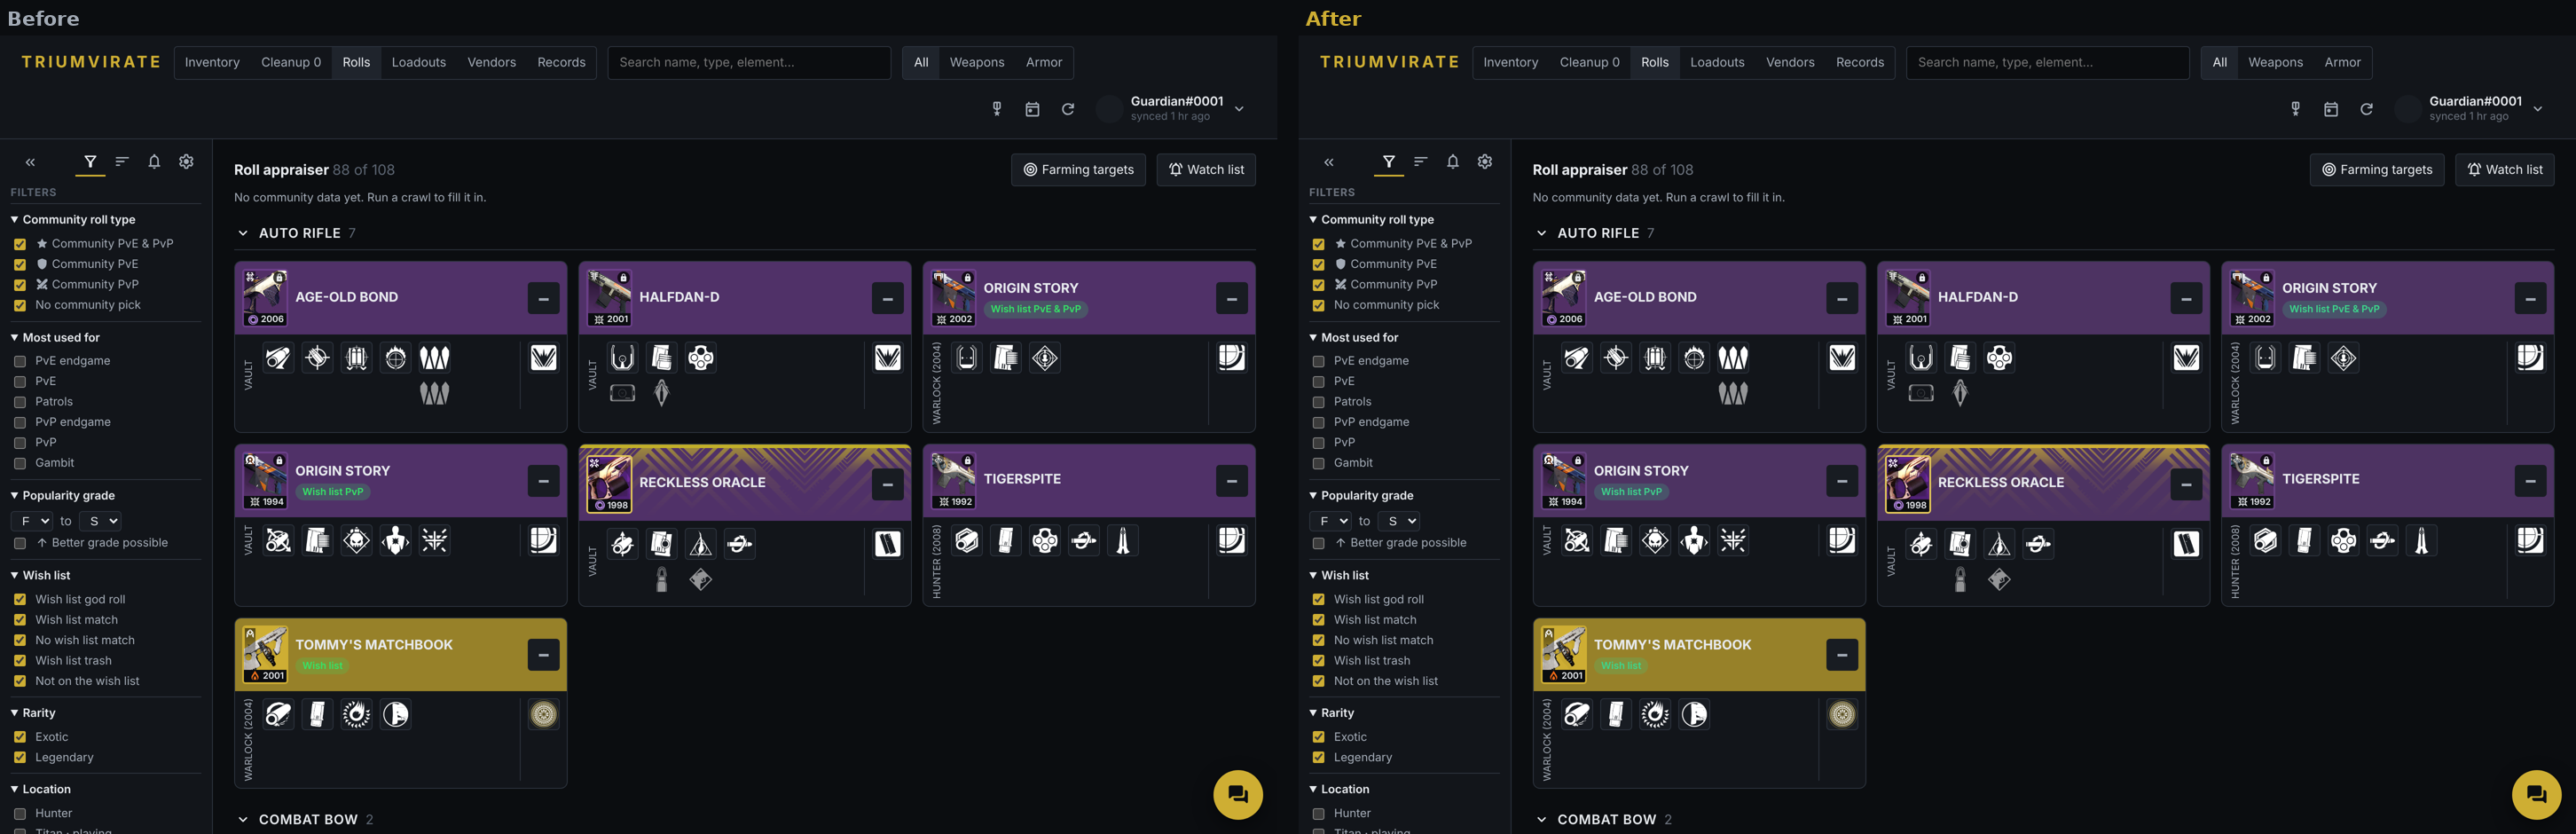 Before
TRIUMVIRATE Inventory Cleanup 0 Rolls Loadouts Vendors Records Search name, type, element... All Weapons Armor
Guardian#0001
synced 1 hr ago
FILTERS
Community roll type
Community PvE & PvP
Community PvE
Community PvP
No community pick
Most used for
PvE endgame
PvE
Patrols
PvP endgame
PvP
Gambit
Popularity grade
F to S
↑ Better grade possible
Wish list
Wish list god roll
Wish list match
No wish list match
Wish list trash
Not on the wish list
Rarity
Exotic
Legendary
Location
Hunter
Titan · playing
Roll appraiser 88 of 108 Farming targets Watch list
No community data yet. Run a crawl to fill it in.
AUTO RIFLE 7
AGE-OLD BOND
2006
VAULT
HALFDAN-D
2001
VAULT
ORIGIN STORY
Wish list PvE & PvP
2002
WARLOCK (2004)
ORIGIN STORY
Wish list PvP
1994
VAULT
RECKLESS ORACLE
1998
VAULT
TIGERSPITE
1992
HUNTER (2008)
TOMMY'S MATCHBOOK
Wish list
2001
WARLOCK (2004)
COMBAT BOW 2
After
TRIUMVIRATE Inventory Cleanup 0 Rolls Loadouts Vendors Records Search name, type, element... All Weapons Armor
Guardian#0001
synced 1 hr ago
FILTERS
Community roll type
Community PvE & PvP
Community PvE
Community PvP
No community pick
Most used for
PvE endgame
PvE
Patrols
PvP endgame
PvP
Gambit
Popularity grade
F to S
↑ Better grade possible
Wish list
Wish list god roll
Wish list match
No wish list match
Wish list trash
Not on the wish list
Rarity
Exotic
Legendary
Location
Hunter
Titan · playing
Roll appraiser 88 of 108 Farming targets Watch list
No community data yet. Run a crawl to fill it in.
AUTO RIFLE 7
AGE-OLD BOND
2006
VAULT
HALFDAN-D
2001
VAULT
ORIGIN STORY
Wish list PvE & PvP
2002
WARLOCK (2004)
ORIGIN STORY
Wish list PvP
1994
VAULT
RECKLESS ORACLE
1998
VAULT
TIGERSPITE
1992
HUNTER (2008)
TOMMY'S MATCHBOOK
Wish list
2001
WARLOCK (2004)
COMBAT BOW 2